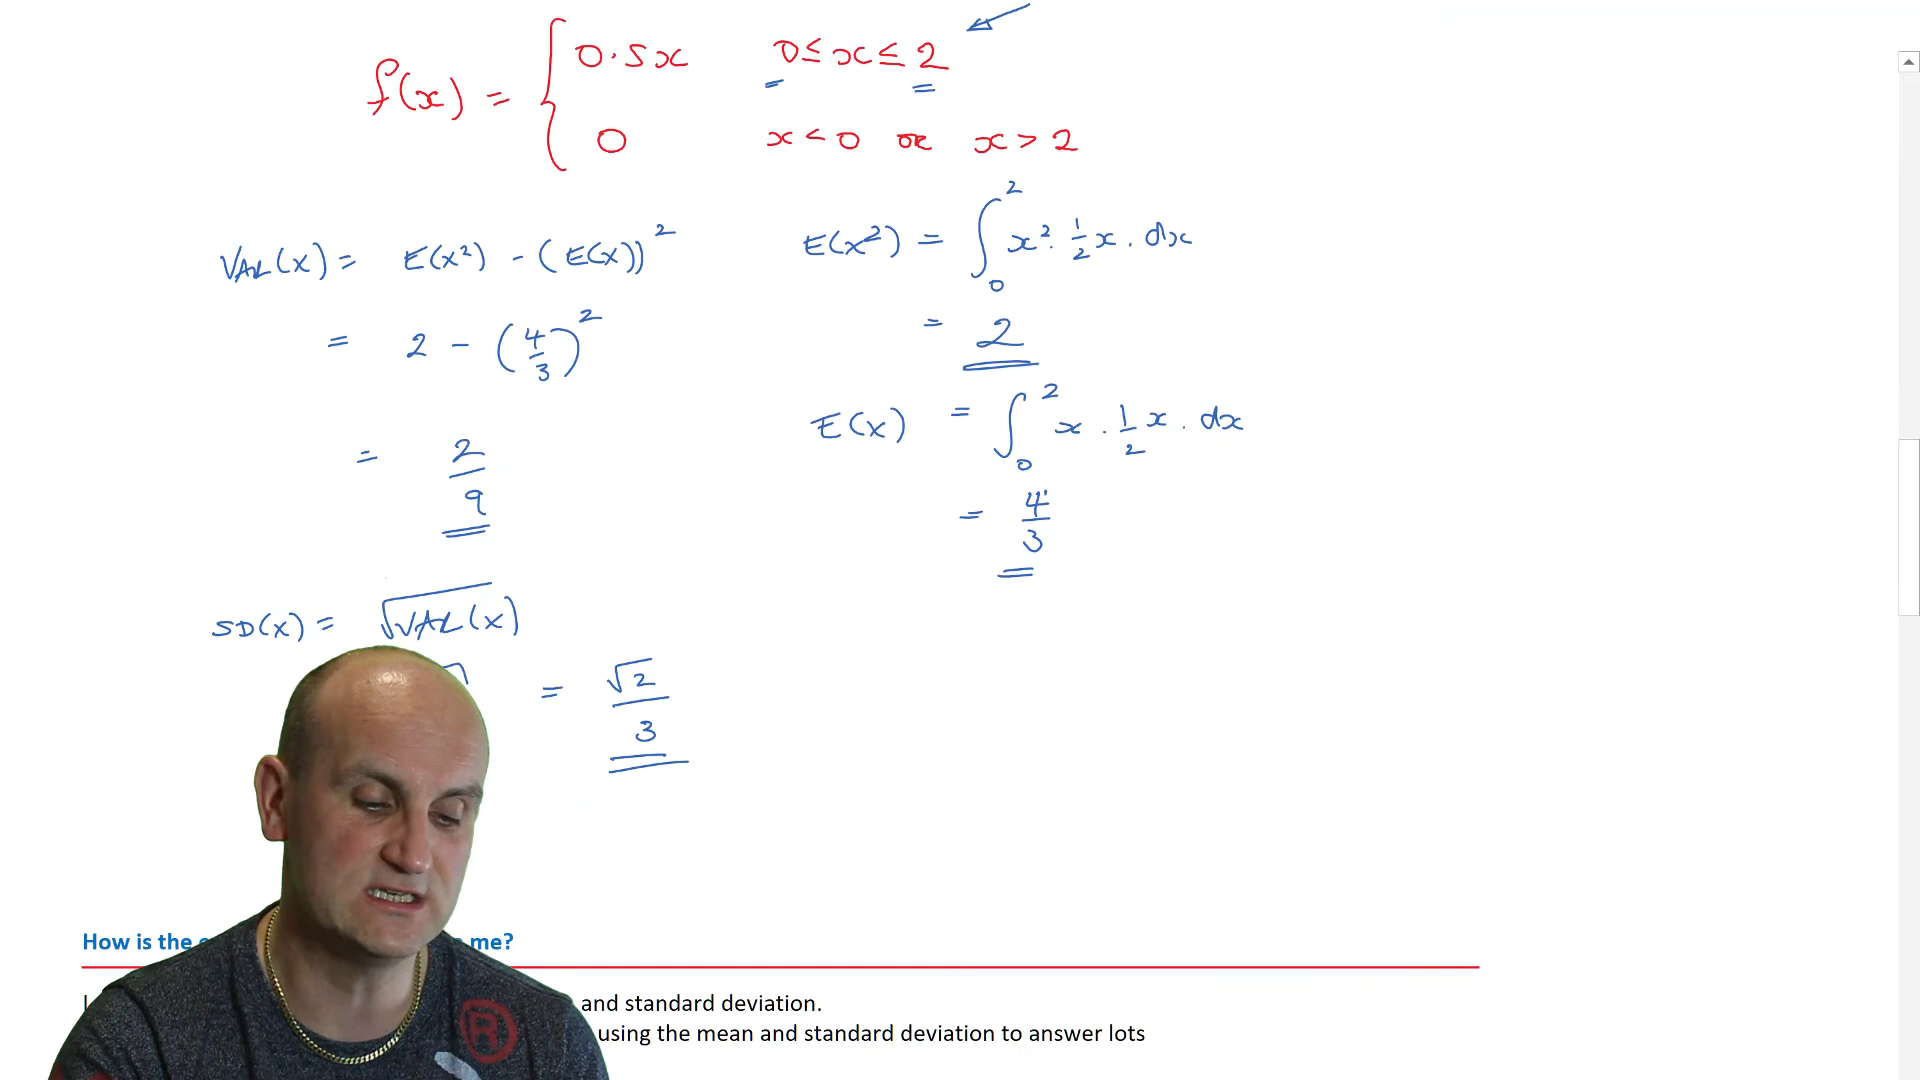 f(x) = { 0.5x 0 ≤ x ≤ 2
0 x < 0 or x > 2
VAR(X) = E(X²) - (E(X))²
= 2 - (4/3)²
= 2/9
SD(X) = √VAR(X)
= √2/3
E(X²) = ∫₀² x² . ½x . dx
= 2
E(X) = ∫₀² x . ½x . dx
= 4/3
How is the me?
and standard deviation.
using the mean and standard deviation to answer lots
R